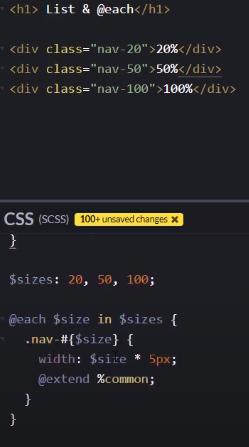 <h1> List & @each</h1>
<div class="nav-20">20%</div>
<div class="nav-50">50%</div>
<div class="nav-100">100%</div>
CSS (SCSS) 100+ unsaved changes ×
}
$sizes: 20, 50, 100;
@each $size in $sizes {
.nav-#{$size} {
width: $size * 5px;
@extend %common;
}
}